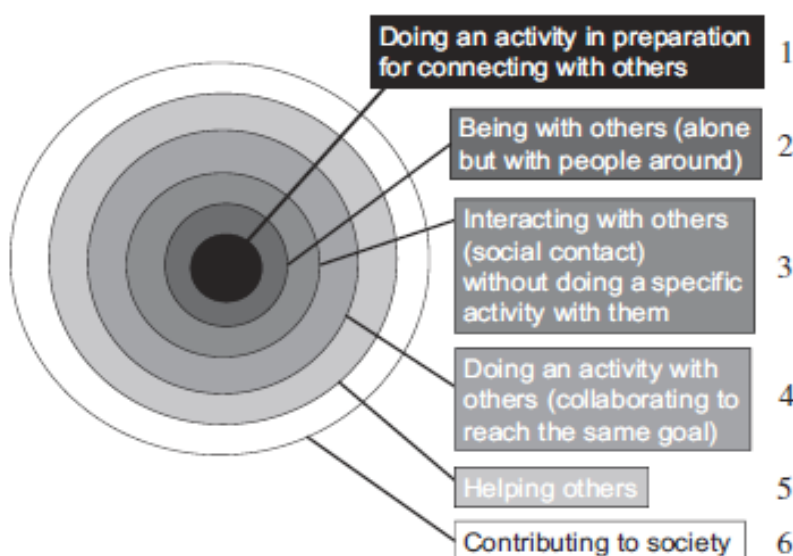 Doing an activity in preparation
for connecting with others
1
Being with others (alone
but with people around)
2
Interacting with others
(social contact)
without doing a specific
activity with them
3
Doing an activity with
others (collaborating to
reach the same goal)
4
Helping others
5
Contributing to society
6